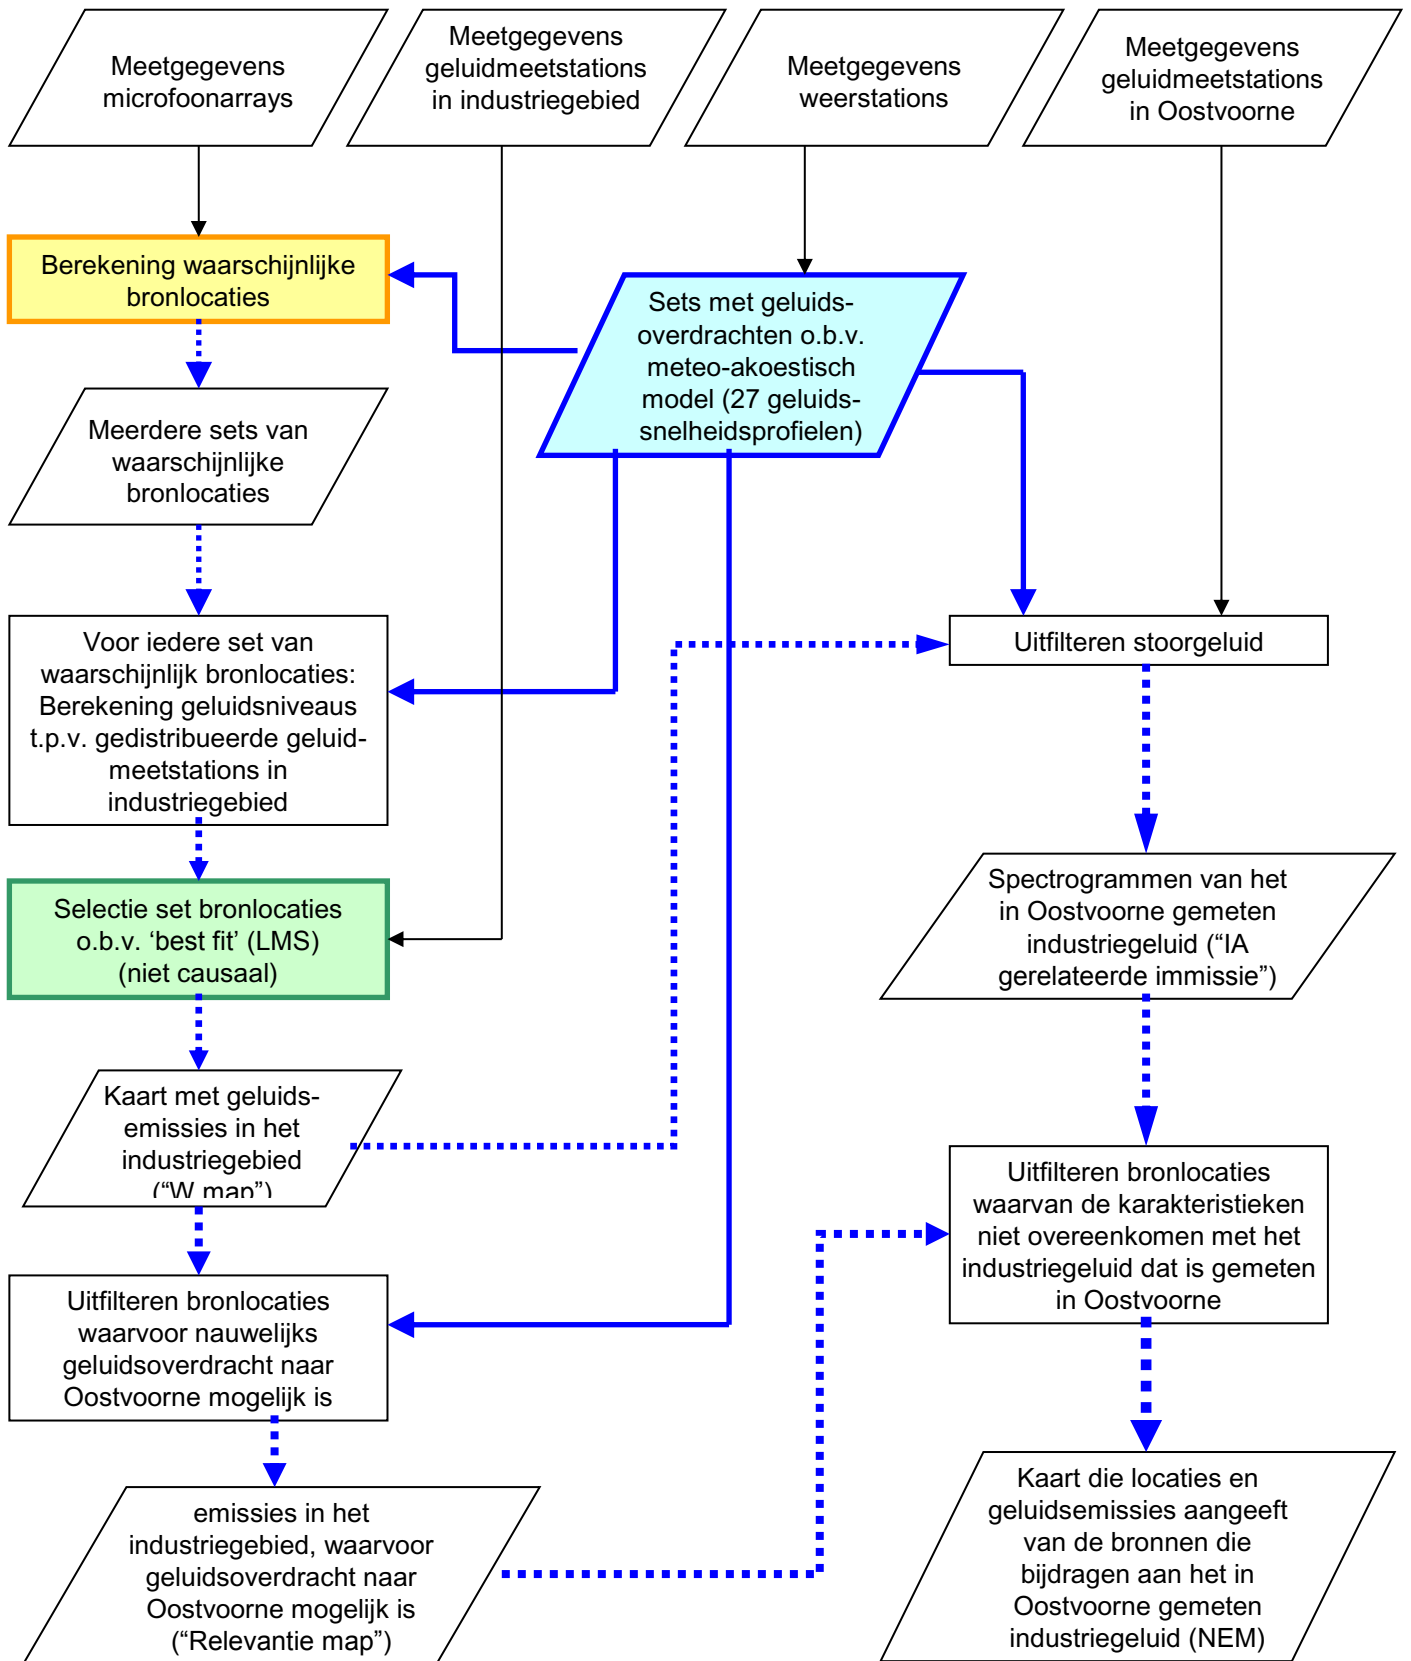 Meetgegevens
microfoonarrays
Meetgegevens
geluidmeetstations
in industriegebied
Meetgegevens
weerstations
Meetgegevens
geluidmeetstations
in Oostvoorne
Berekening waarschijnlijke
bronlocaties
Sets met geluids-
overdrachten o.b.v.
meteo-akoestisch
model (27 geluids-
snelheidsprofielen)
Meerdere sets van
waarschijnlijke
bronlocaties
Voor iedere set van
waarschijnlijk bronlocaties:
Berekening geluidsniveaus
t.p.v. gedistribueerde geluid-
meetstations in
industriegebied
Uitfilteren stoorgeluid
Selectie set bronlocaties
o.b.v. ‘best fit’ (LMS)
(niet causaal)
Spectrogrammen van het
in Oostvoorne gemeten
industriegeluid (“IA
gerelateerde immissie”)
Kaart met geluids-
emissies in het
industriegebied
(“W map”)
Uitfilteren bronlocaties
waarvan de karakteristieken
niet overeenkomen met het
industriegeluid dat is gemeten
in Oostvoorne
Uitfilteren bronlocaties
waarvoor nauwelijks
geluidsoverdracht naar
Oostvoorne mogelijk is
emissies in het
industriegebied, waarvoor
geluidsoverdracht naar
Oostvoorne mogelijk is
(“Relevantie map”)
Kaart die locaties en
geluidsemissies aangeeft
van de bronnen die
bijdragen aan het in
Oostvoorne gemeten
industriegeluid (NEM)